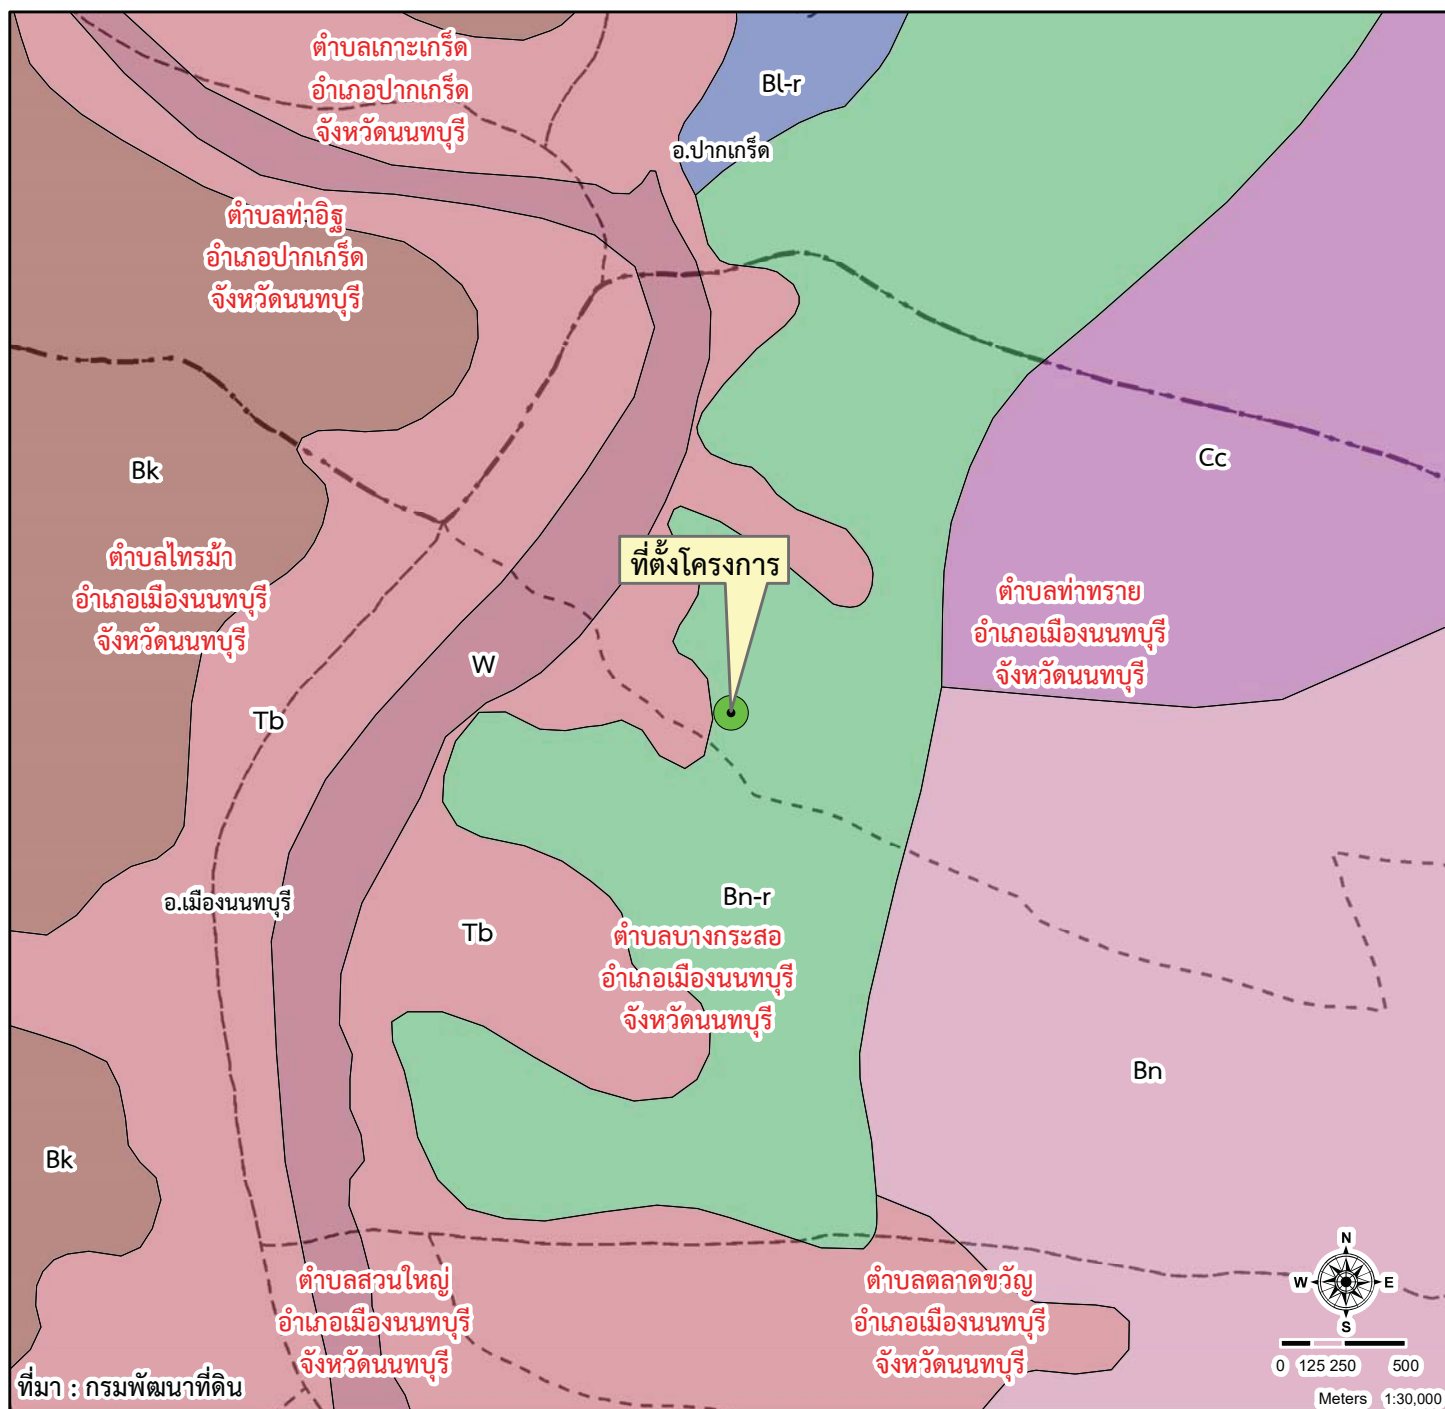 ตำบลเกาะเกร็ด
อำเภอปากเกร็ด
จังหวัดนนทบุรี
Bl-r
อ.ปากเกร็ด
ตำบลท่าอิฐ
อำเภอปากเกร็ด
จังหวัดนนทบุรี
Cc
Bk
ที่ตั้งโครงการ
ตำบลไทรม้า
อำเภอเมืองนนทบุรี
จังหวัดนนทบุรี
ตำบลท่าทราย
อำเภอเมืองนนทบุรี
จังหวัดนนทบุรี
W
Tb
อ.เมืองนนทบุรี
Tb
Bn-r
ตำบลบางกระสอ
อำเภอเมืองนนทบุรี
จังหวัดนนทบุรี
Bn
Bk
ตำบลสวนใหญ่
อำเภอเมืองนนทบุรี
จังหวัดนนทบุรี
ตำบลตลาดขวัญ
อำเภอเมืองนนทบุรี
จังหวัดนนทบุรี
N
W E
S
0 125 250 500
Meters 1:30,000
ที่มา : กรมพัฒนาที่ดิน